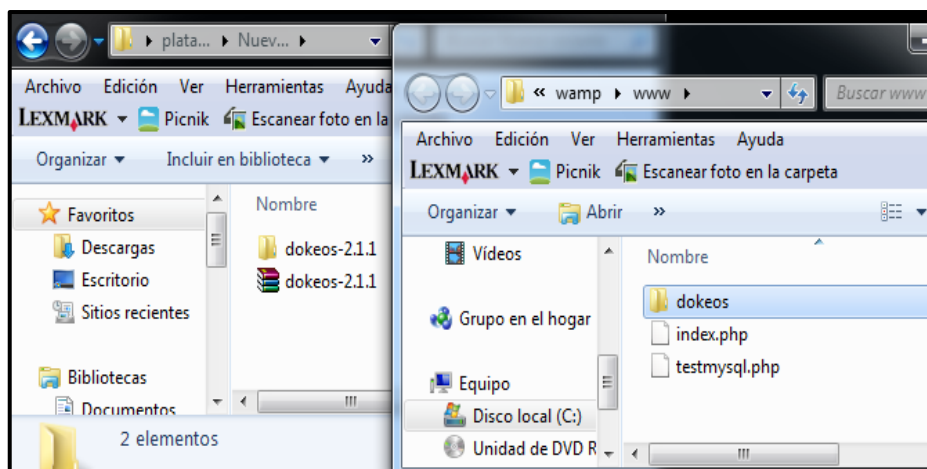 plata... Nuev...
Archivo Edición Ver Herramientas Ayuda
LEXMARK Picnik Escanear foto en la
Organizar Incluir en biblioteca »
Favoritos
Descargas
Escritorio
Sitios recientes
Bibliotecas
Documentos
Nombre
dokeos-2.1.1
dokeos-2.1.1
2 elementos
« wamp www
Buscar www
Archivo Edición Ver Herramientas Ayuda
LEXMARK Picnik Escanear foto en la carpeta
Organizar Abrir »
Vídeos
Grupo en el hogar
Equipo
Disco local (C:)
Unidad de DVD R
Nombre
dokeos
index.php
testmysql.php